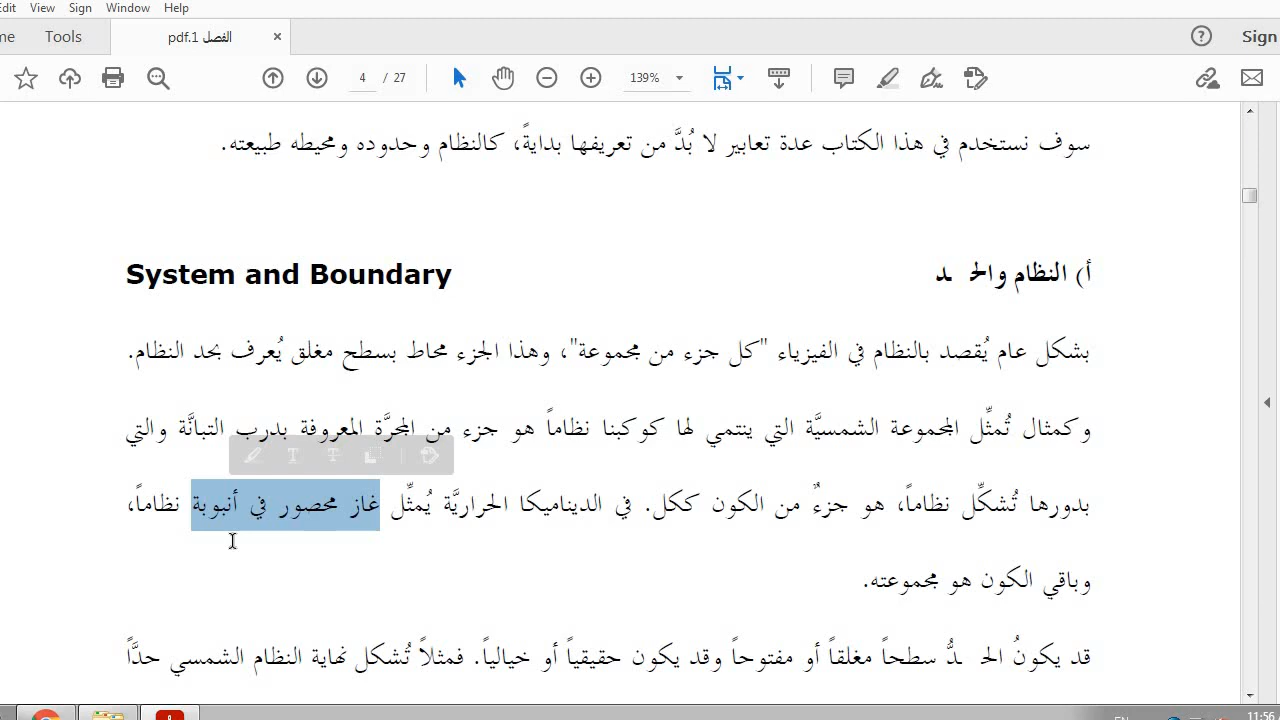 Edit View Sign Window Help
me Tools الفصل 1.pdf × ? Sign
4 / 27 139%
سوف نستخدم في هذا الكتاب عدة تعابير لا بُدَّ من تعريفها بدايةً، كالنظام وحدوده ومحيطه طبيعته.
أ) النظام والحد System and Boundary
بشكل عام يُقصد بالنظام في الفيزياء "كل جزء من مجموعة"، وهذا الجزء محاط بسطح مغلق يُعرف بحد النظام.
وكمثال تُمثِّل المجموعة الشمسيَّة التي ينتمي لها كوكبنا نظاماً هو جزء من المجرَّة المعروفة بدرب التبانَّة والتي
بدورها تُشكِّل نظاماً، هو جزءٌ من الكون ككل. في الديناميكا الحراريَّة يُمثِّل غاز محصور في أنبوبة نظاماً،
وباقي الكون هو مجموعته.
قد يكونُ الحدُّ سطحاً مغلقاً أو مفتوحاً وقد يكون حقيقياً أو خيالياً. فمثلاً تُشكل نهاية النظام الشمسي حدَّاً
EN 11:56